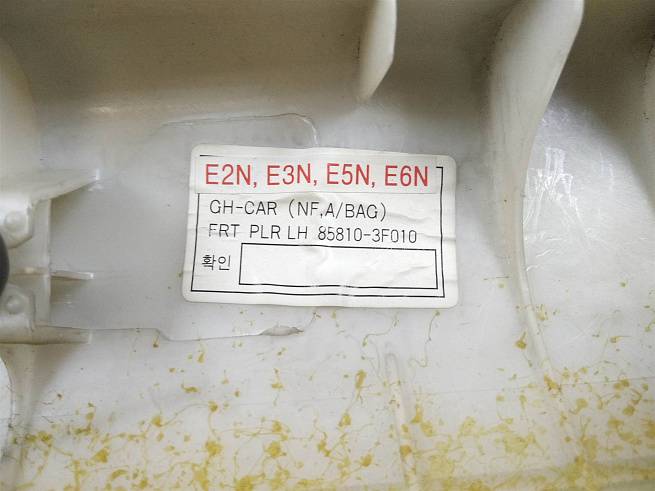 E2N, E3N, E5N, E6N
GH-CAR (NF,A/BAG)
FRT PLR LH 85810-3F010
확인